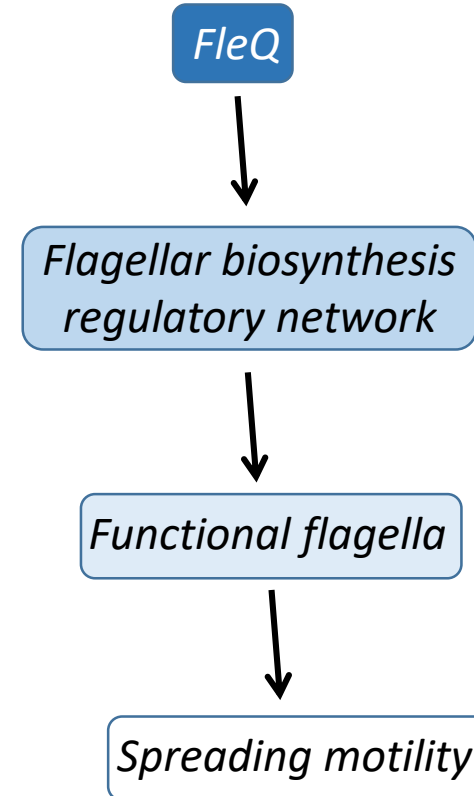 FleQ
Flagellar biosynthesis
regulatory network
Functional flagella
Spreading motility